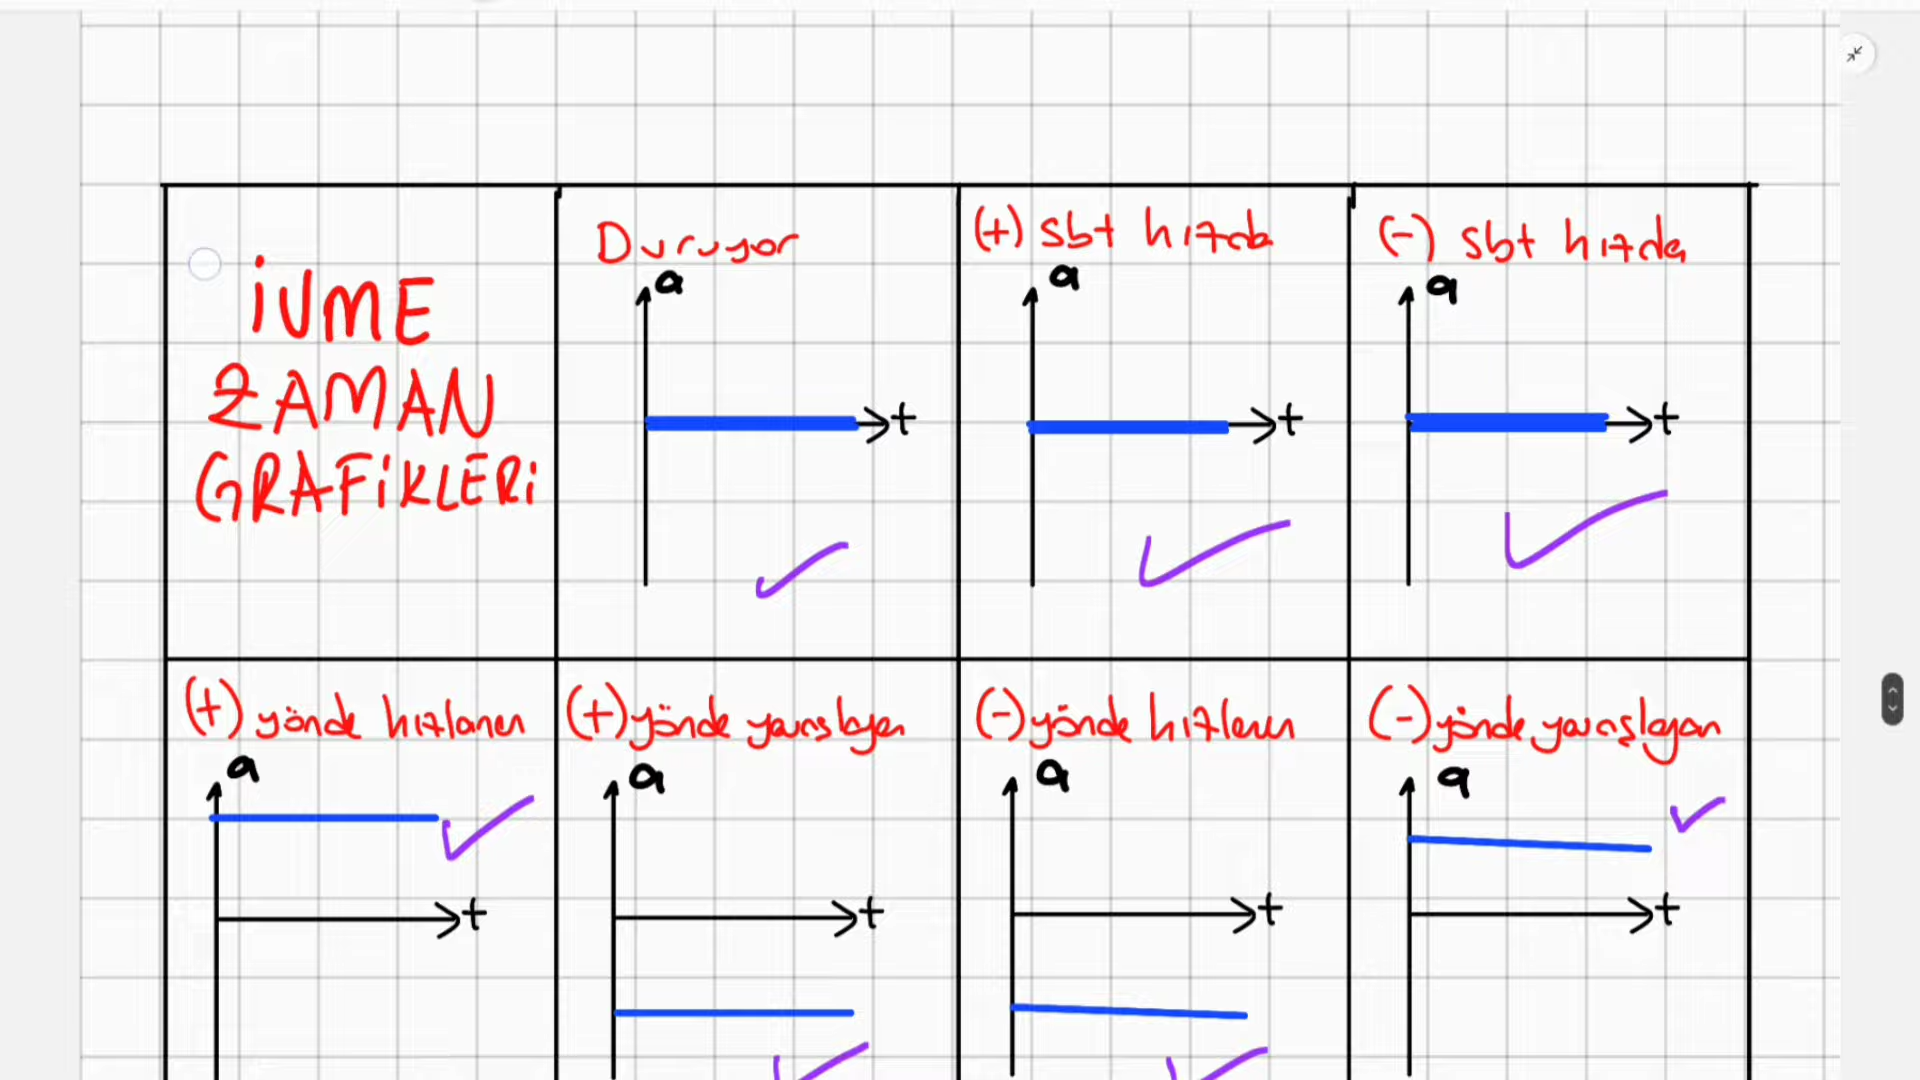 İVME
ZAMAN
GRAFİKLERİ
Duruyor
a
t
(+) sbt hızda
a
t
(-) sbt hızda
a
t
(+) yönde hızlanan
a
t
(+) yönde yavaşlayan
a
t
(-) yönde hızlanan
a
t
(-) yönde yavaşlayan
a
t